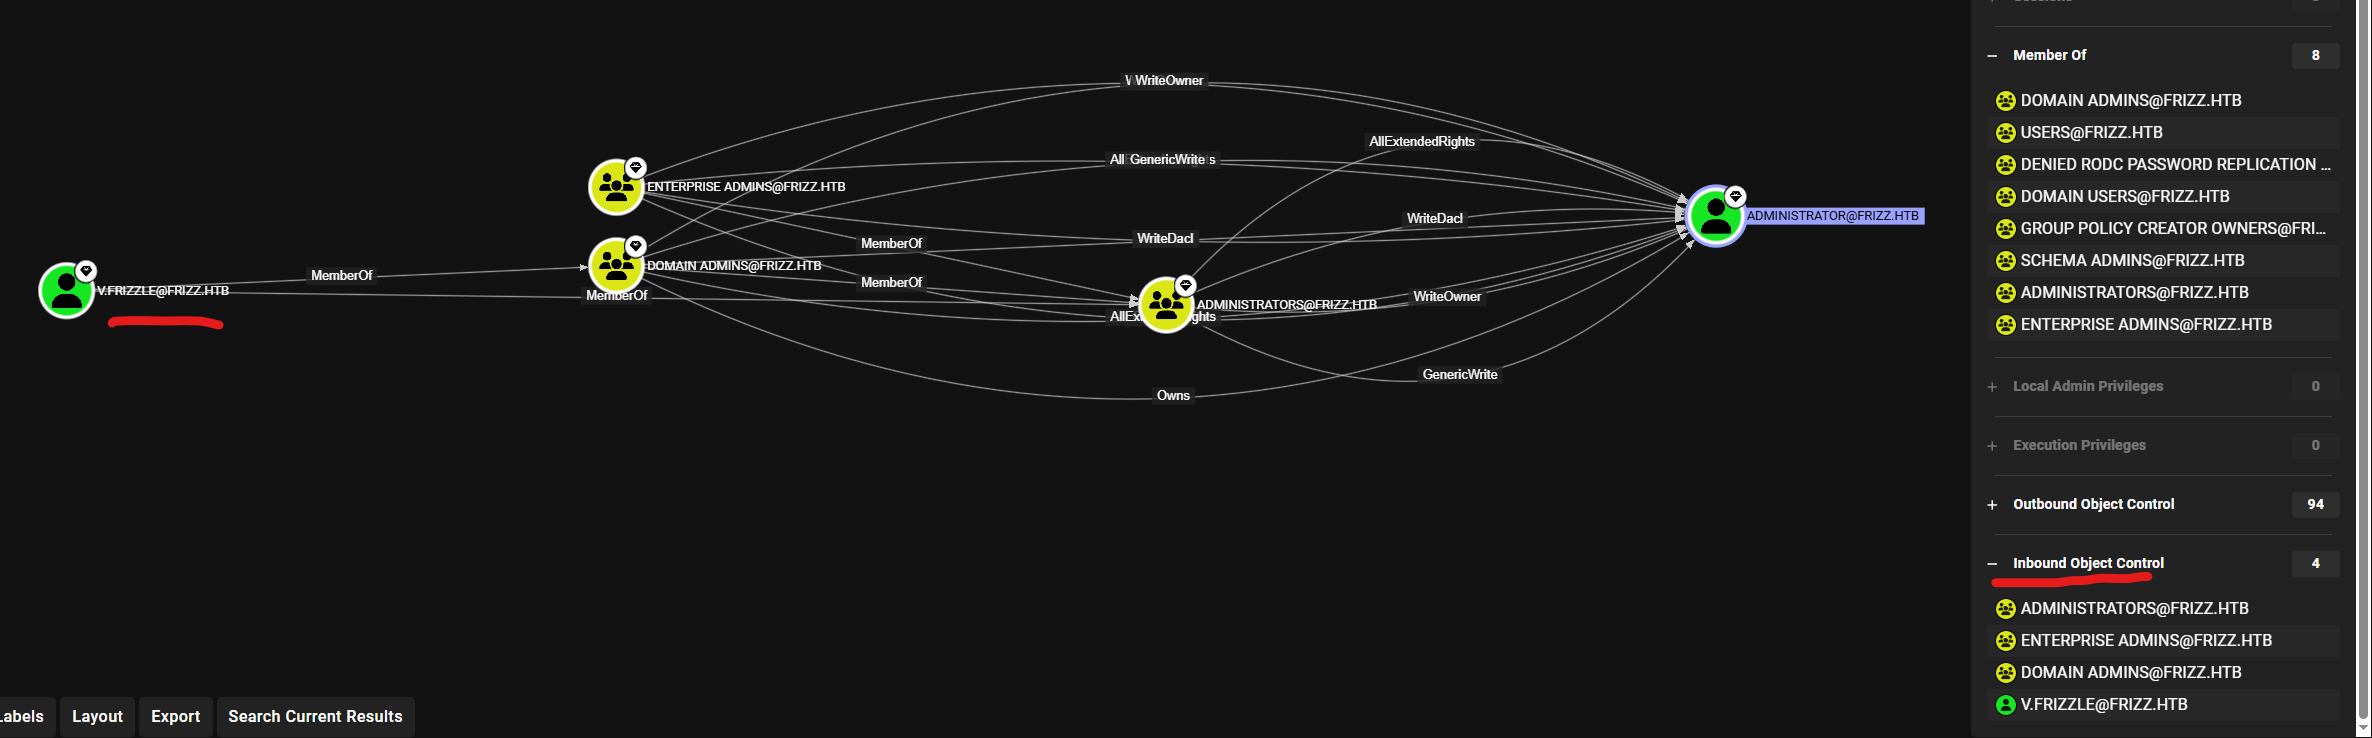 WriteOwner
AllExtendedRights
All GenericWrite s
ENTERPRISE ADMINS@FRIZZ.HTB
ADMINISTRATOR@FRIZZ.HTB
WriteDacl
WriteDacl
MemberOf
DOMAIN ADMINS@FRIZZ.HTB
MemberOf
MemberOf
V.FRIZZLE@FRIZZ.HTB
MemberOf
WriteOwner
ADMINISTRATORS@FRIZZ.HTB
AllEx ghts
GenericWrite
Owns
Labels
Layout
Export
Search Current Results
Member Of 8
DOMAIN ADMINS@FRIZZ.HTB
USERS@FRIZZ.HTB
DENIED RODC PASSWORD REPLICATION ...
DOMAIN USERS@FRIZZ.HTB
GROUP POLICY CREATOR OWNERS@FRI...
SCHEMA ADMINS@FRIZZ.HTB
ADMINISTRATORS@FRIZZ.HTB
ENTERPRISE ADMINS@FRIZZ.HTB
Local Admin Privileges 0
Execution Privileges 0
Outbound Object Control 94
Inbound Object Control 4
ADMINISTRATORS@FRIZZ.HTB
ENTERPRISE ADMINS@FRIZZ.HTB
DOMAIN ADMINS@FRIZZ.HTB
V.FRIZZLE@FRIZZ.HTB